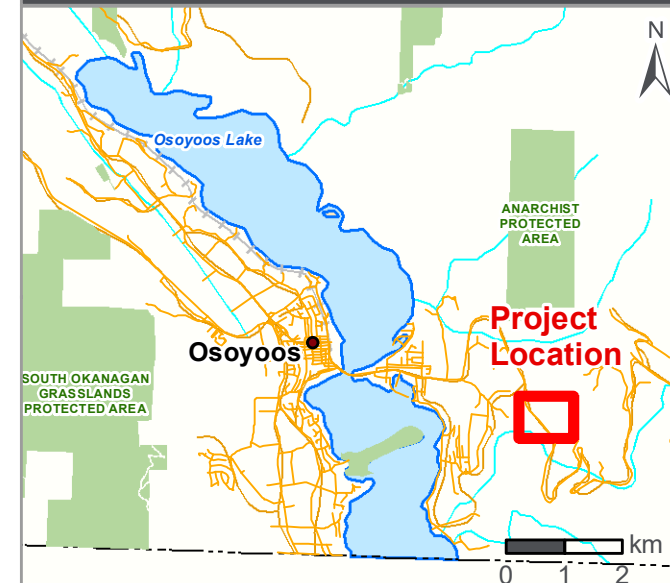 N
Osoyoos Lake
ANARCHIST
PROTECTED
AREA
Project
Location
Osoyoos
SOUTH OKANAGAN
GRASSLANDS
PROTECTED AREA
km
0 1 2